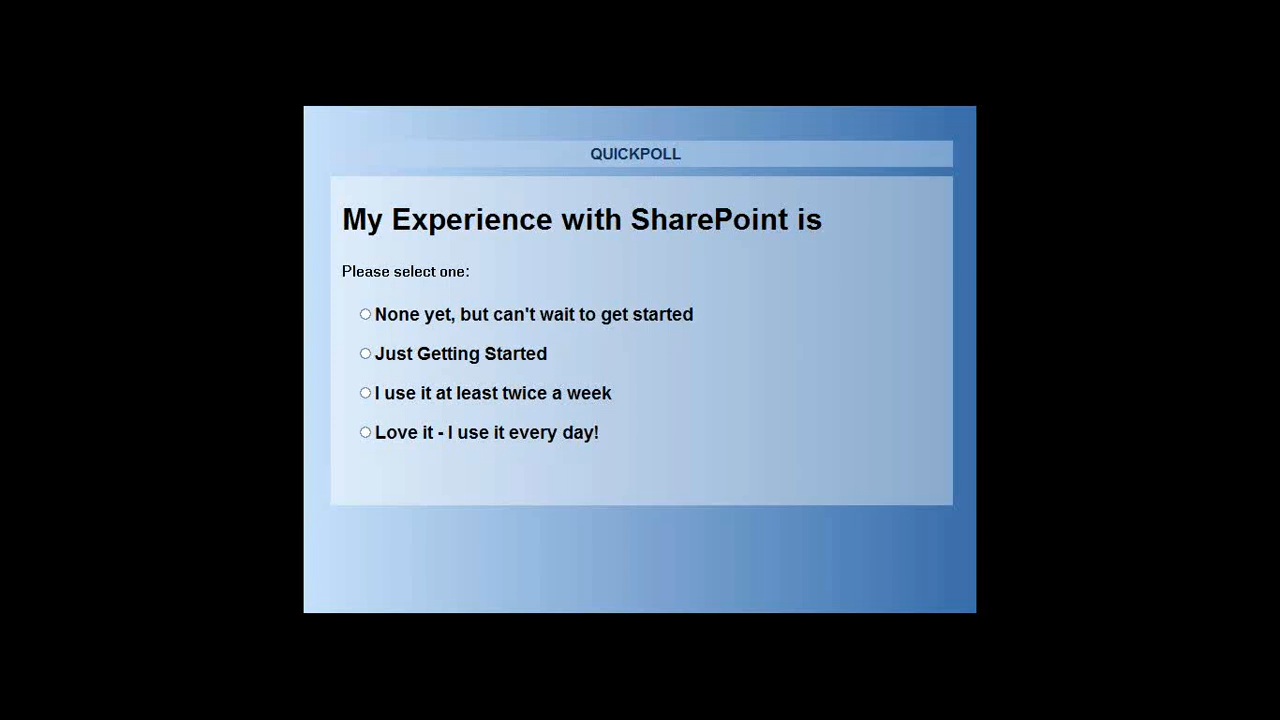 QUICKPOLL
My Experience with SharePoint is
Please select one:
None yet, but can't wait to get started
Just Getting Started
I use it at least twice a week
Love it - I use it every day!